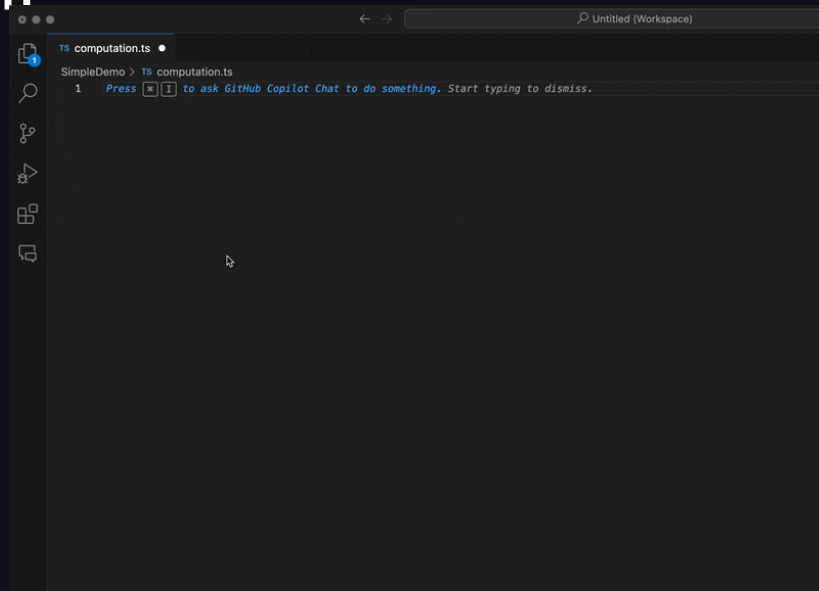 Untitled (Workspace)
TS computation.ts
1
SimpleDemo > TS computation.ts
1 Press ⌘ I to ask GitHub Copilot Chat to do something. Start typing to dismiss.